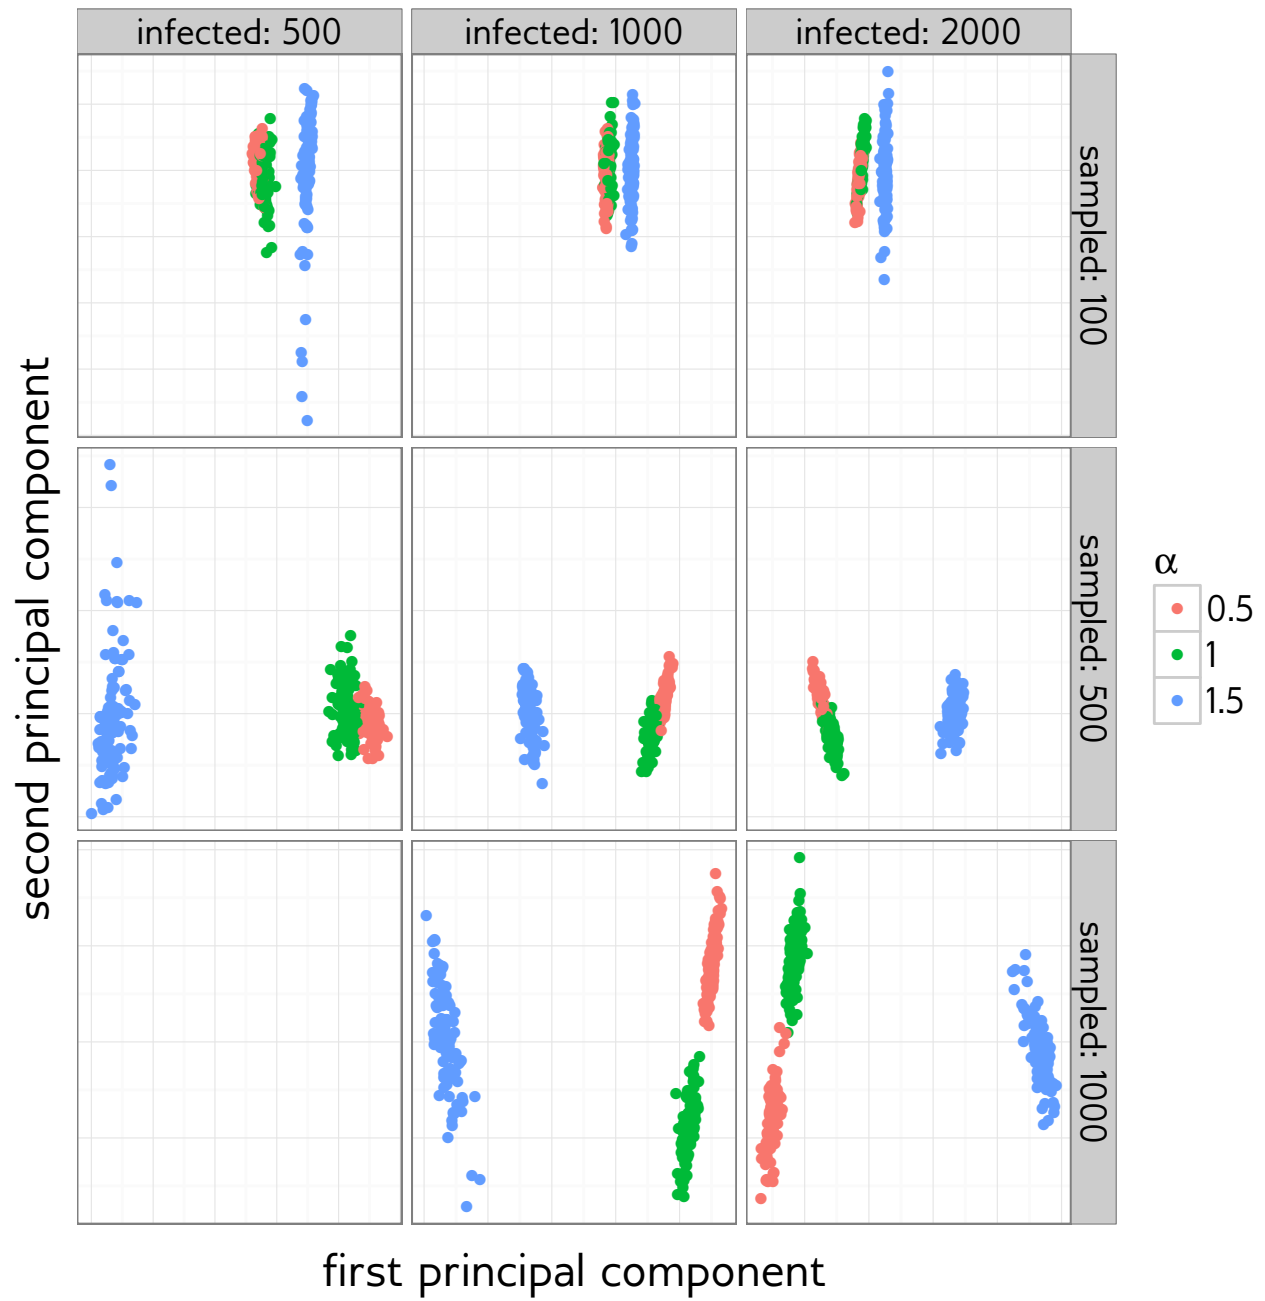 infected: 500
infected: 1000
infected: 2000
sampled: 100
sampled: 500
sampled: 1000
second principal component
first principal component
α
0.5
1
1.5